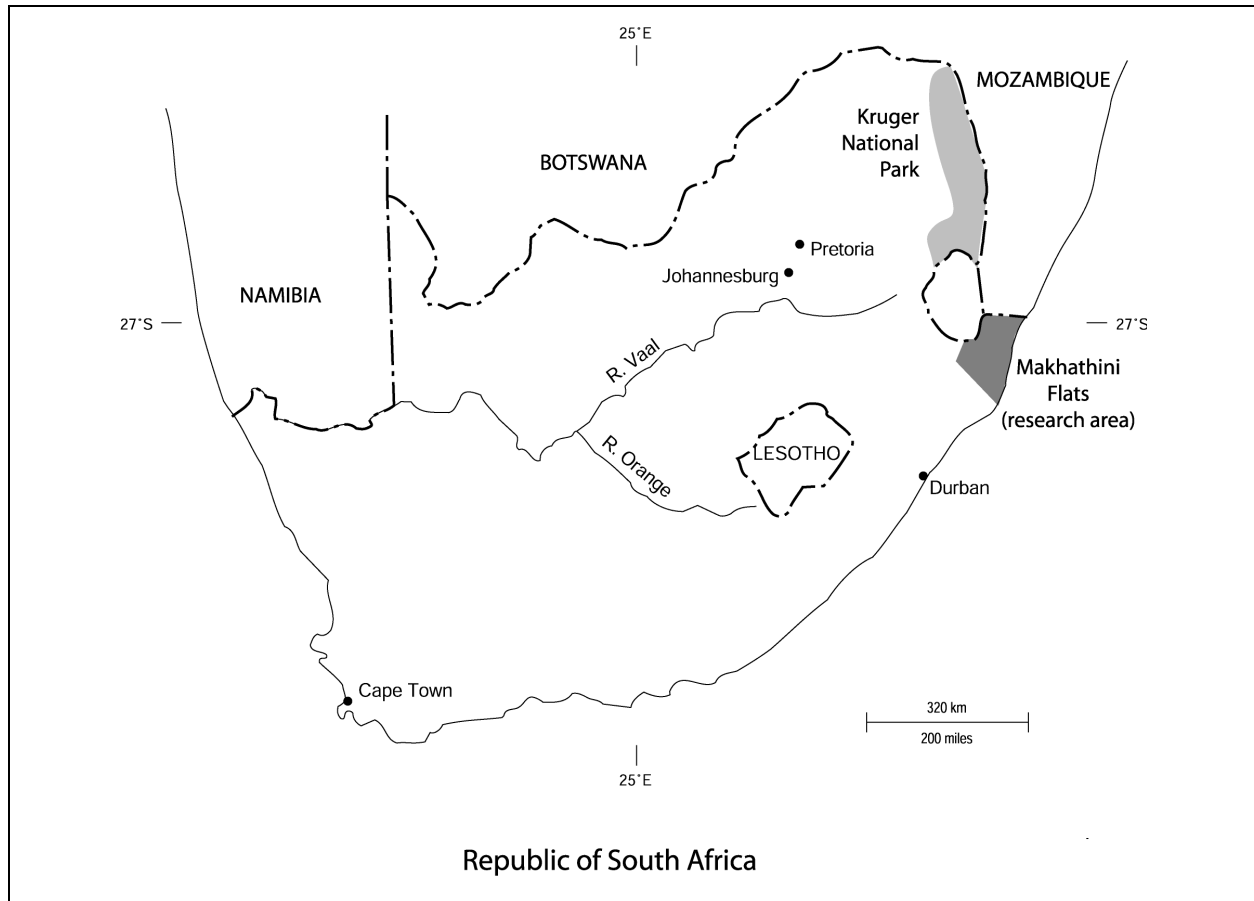 25˚E
MOZAMBIQUE
Kruger
National
Park
BOTSWANA
Pretoria
Johannesburg
NAMIBIA
27˚S
27˚S
R. Vaal
Makhathini
Flats
(research area)
R. Orange
LESOTHO
Durban
Cape Town
320 km
200 miles
25˚E
Republic of South Africa